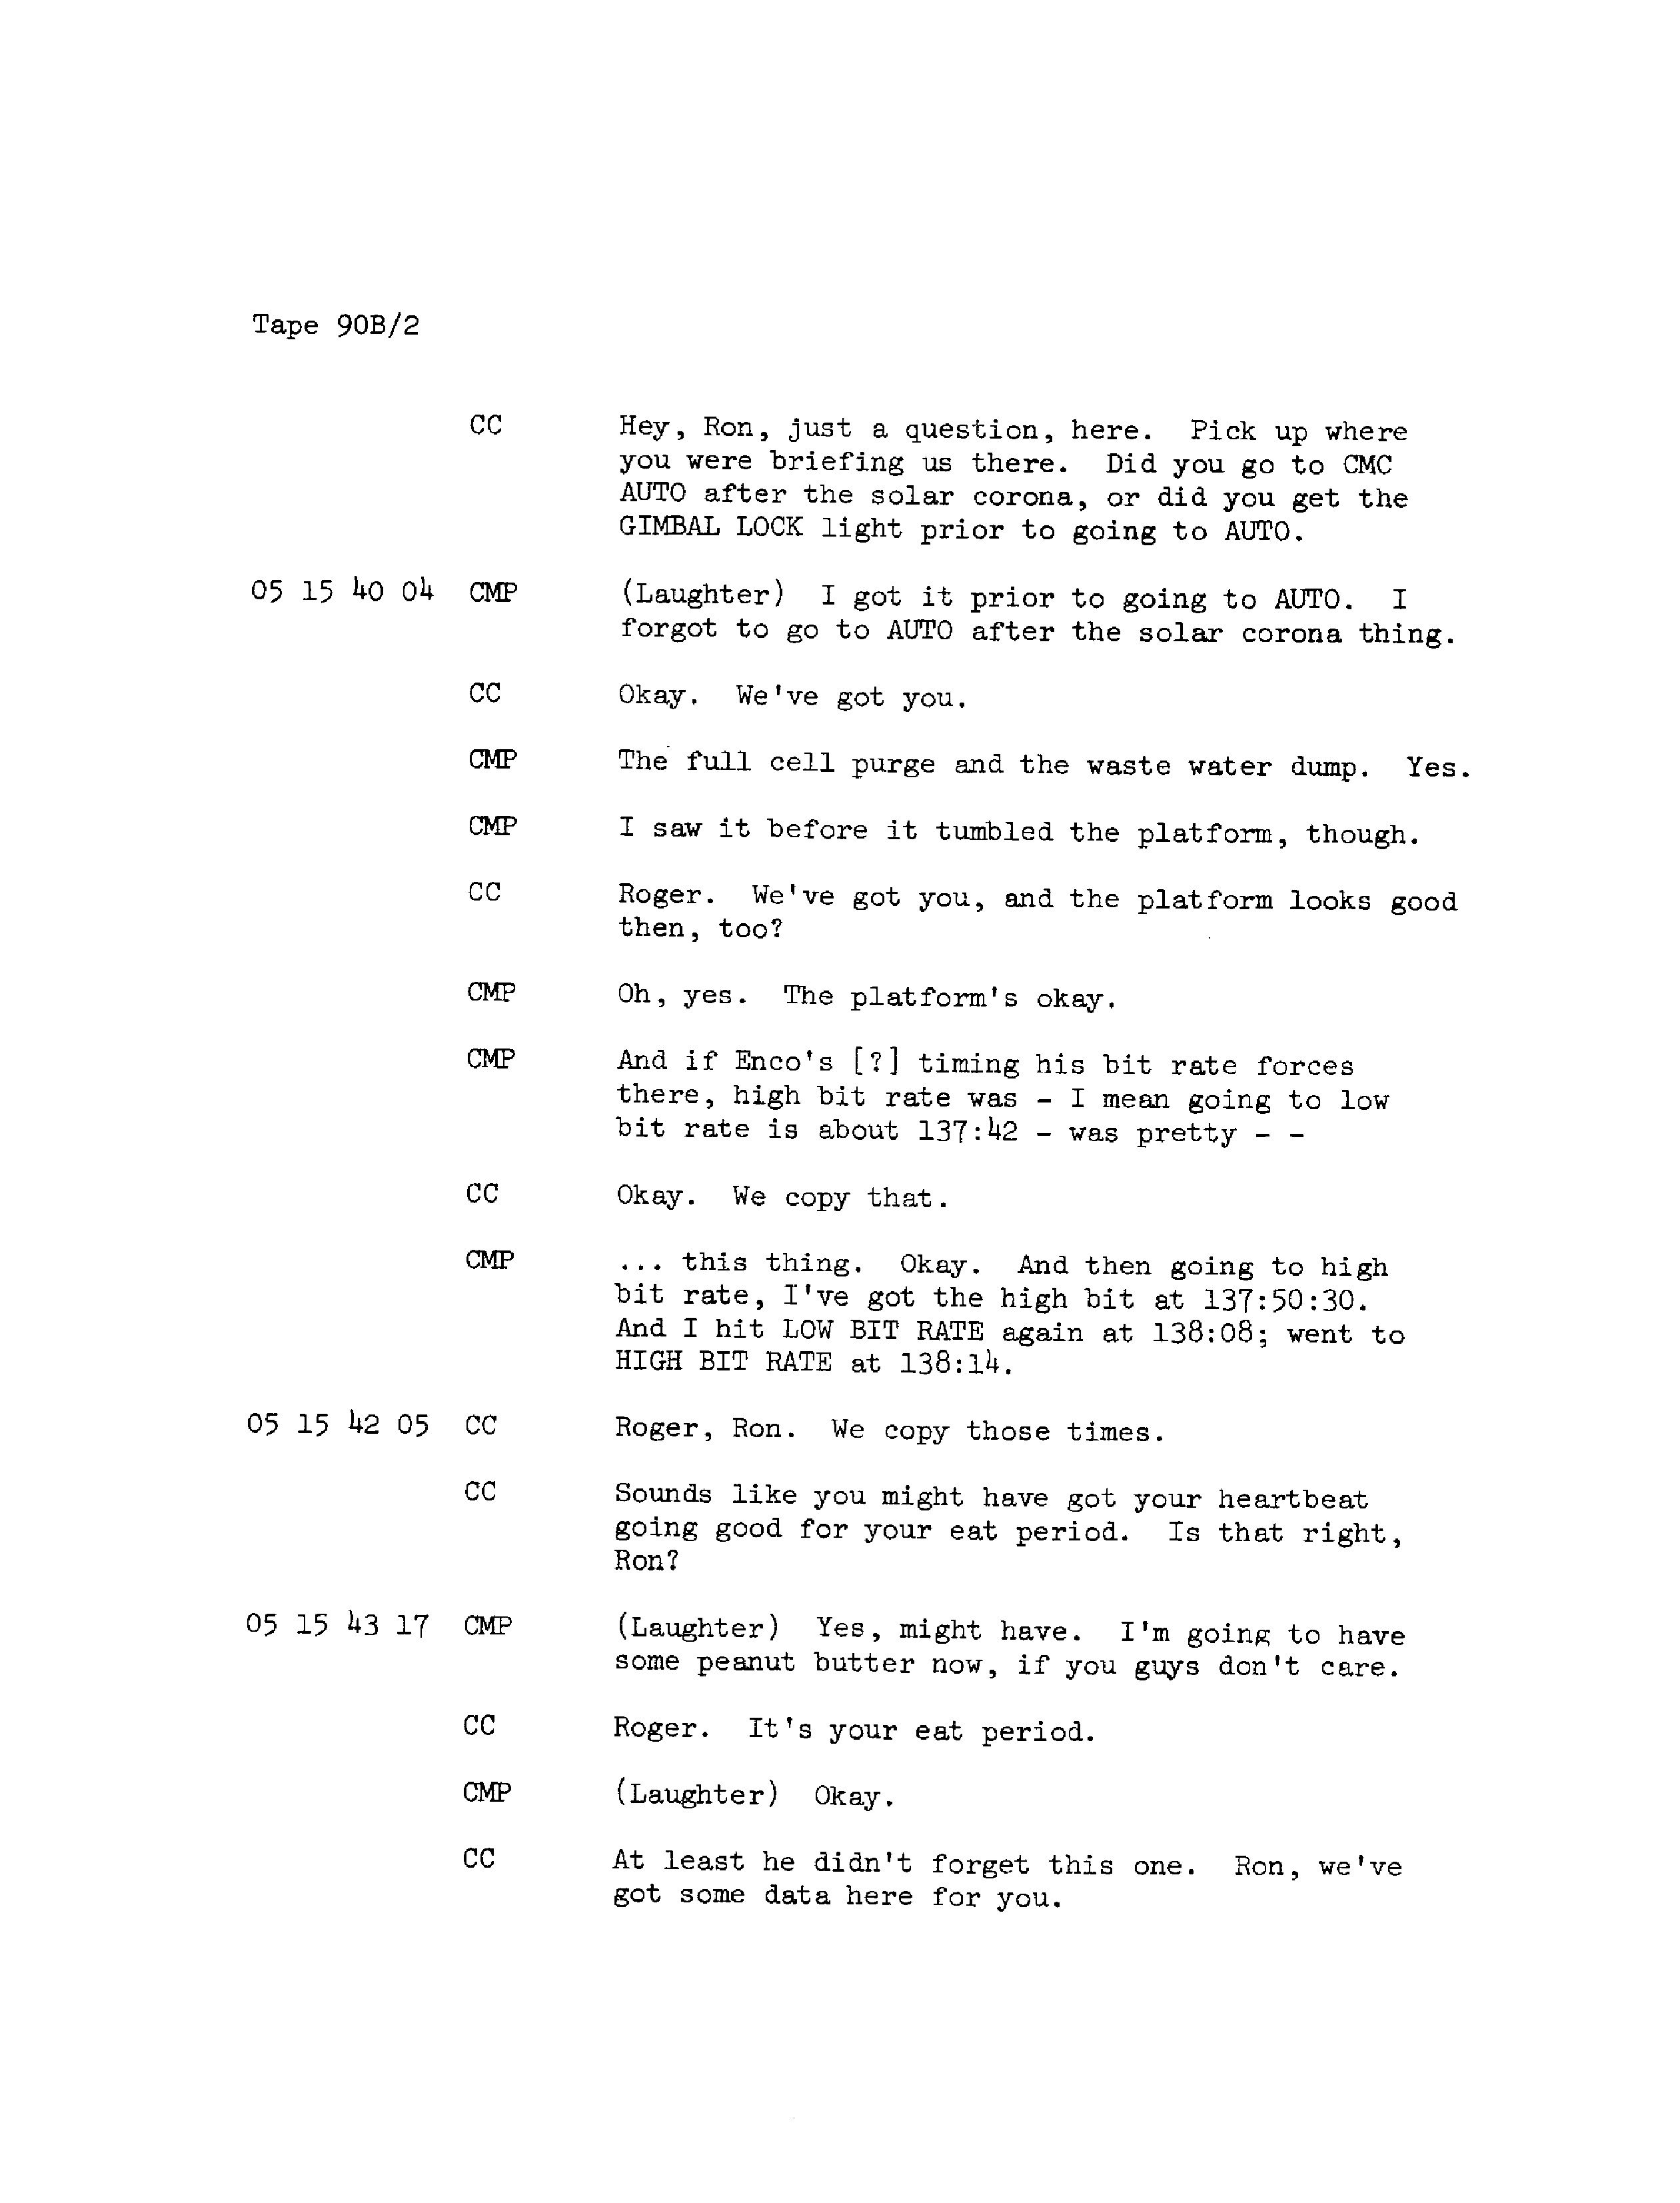 Tape 90B/2
CC Hey, Ron, just a question, here. Pick up where
you were briefing us there. Did you go to CMC
AUTO after the solar corona, or did you get the
GIMBAL LOCK light prior to going to AUTO.
05 15 40 04 CMP (Laughter) I got it prior to going to AUTO. I
forgot to go to AUTO after the solar corona thing.
CC Okay. We've got you.
CMP The full cell purge and the waste water dump. Yes.
CMP I saw it before it tumbled the platform, though.
CC Roger. We've got you, and the platform looks good
then, too?
CMP Oh, yes. The platform's okay.
CMP And if Enco's [?] timing his bit rate forces
there, high bit rate was - I mean going to low
bit rate is about 137:42 - was pretty - -
CC Okay. We copy that.
CMP ... this thing. Okay. And then going to high
bit rate, I've got the high bit at 137:50:30.
And I hit LOW BIT RATE again at 138:08; went to
HIGH BIT RATE at 138:14.
05 15 42 05 CC Roger, Ron. We copy those times.
CC Sounds like you might have got your heartbeat
going good for your eat period. Is that right,
Ron?
05 15 43 17 CMP (Laughter) Yes, might have. I'm going to have
some peanut butter now, if you guys don't care.
CC Roger. It's your eat period.
CMP (Laughter) Okay.
CC At least he didn't forget this one. Ron, we've
got some data here for you.